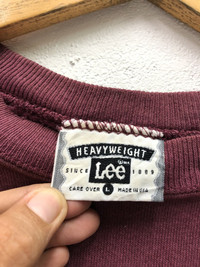 HEAVYWEIGHT
Lee
SINCE 1889
CARE OVER L MADE IN USA